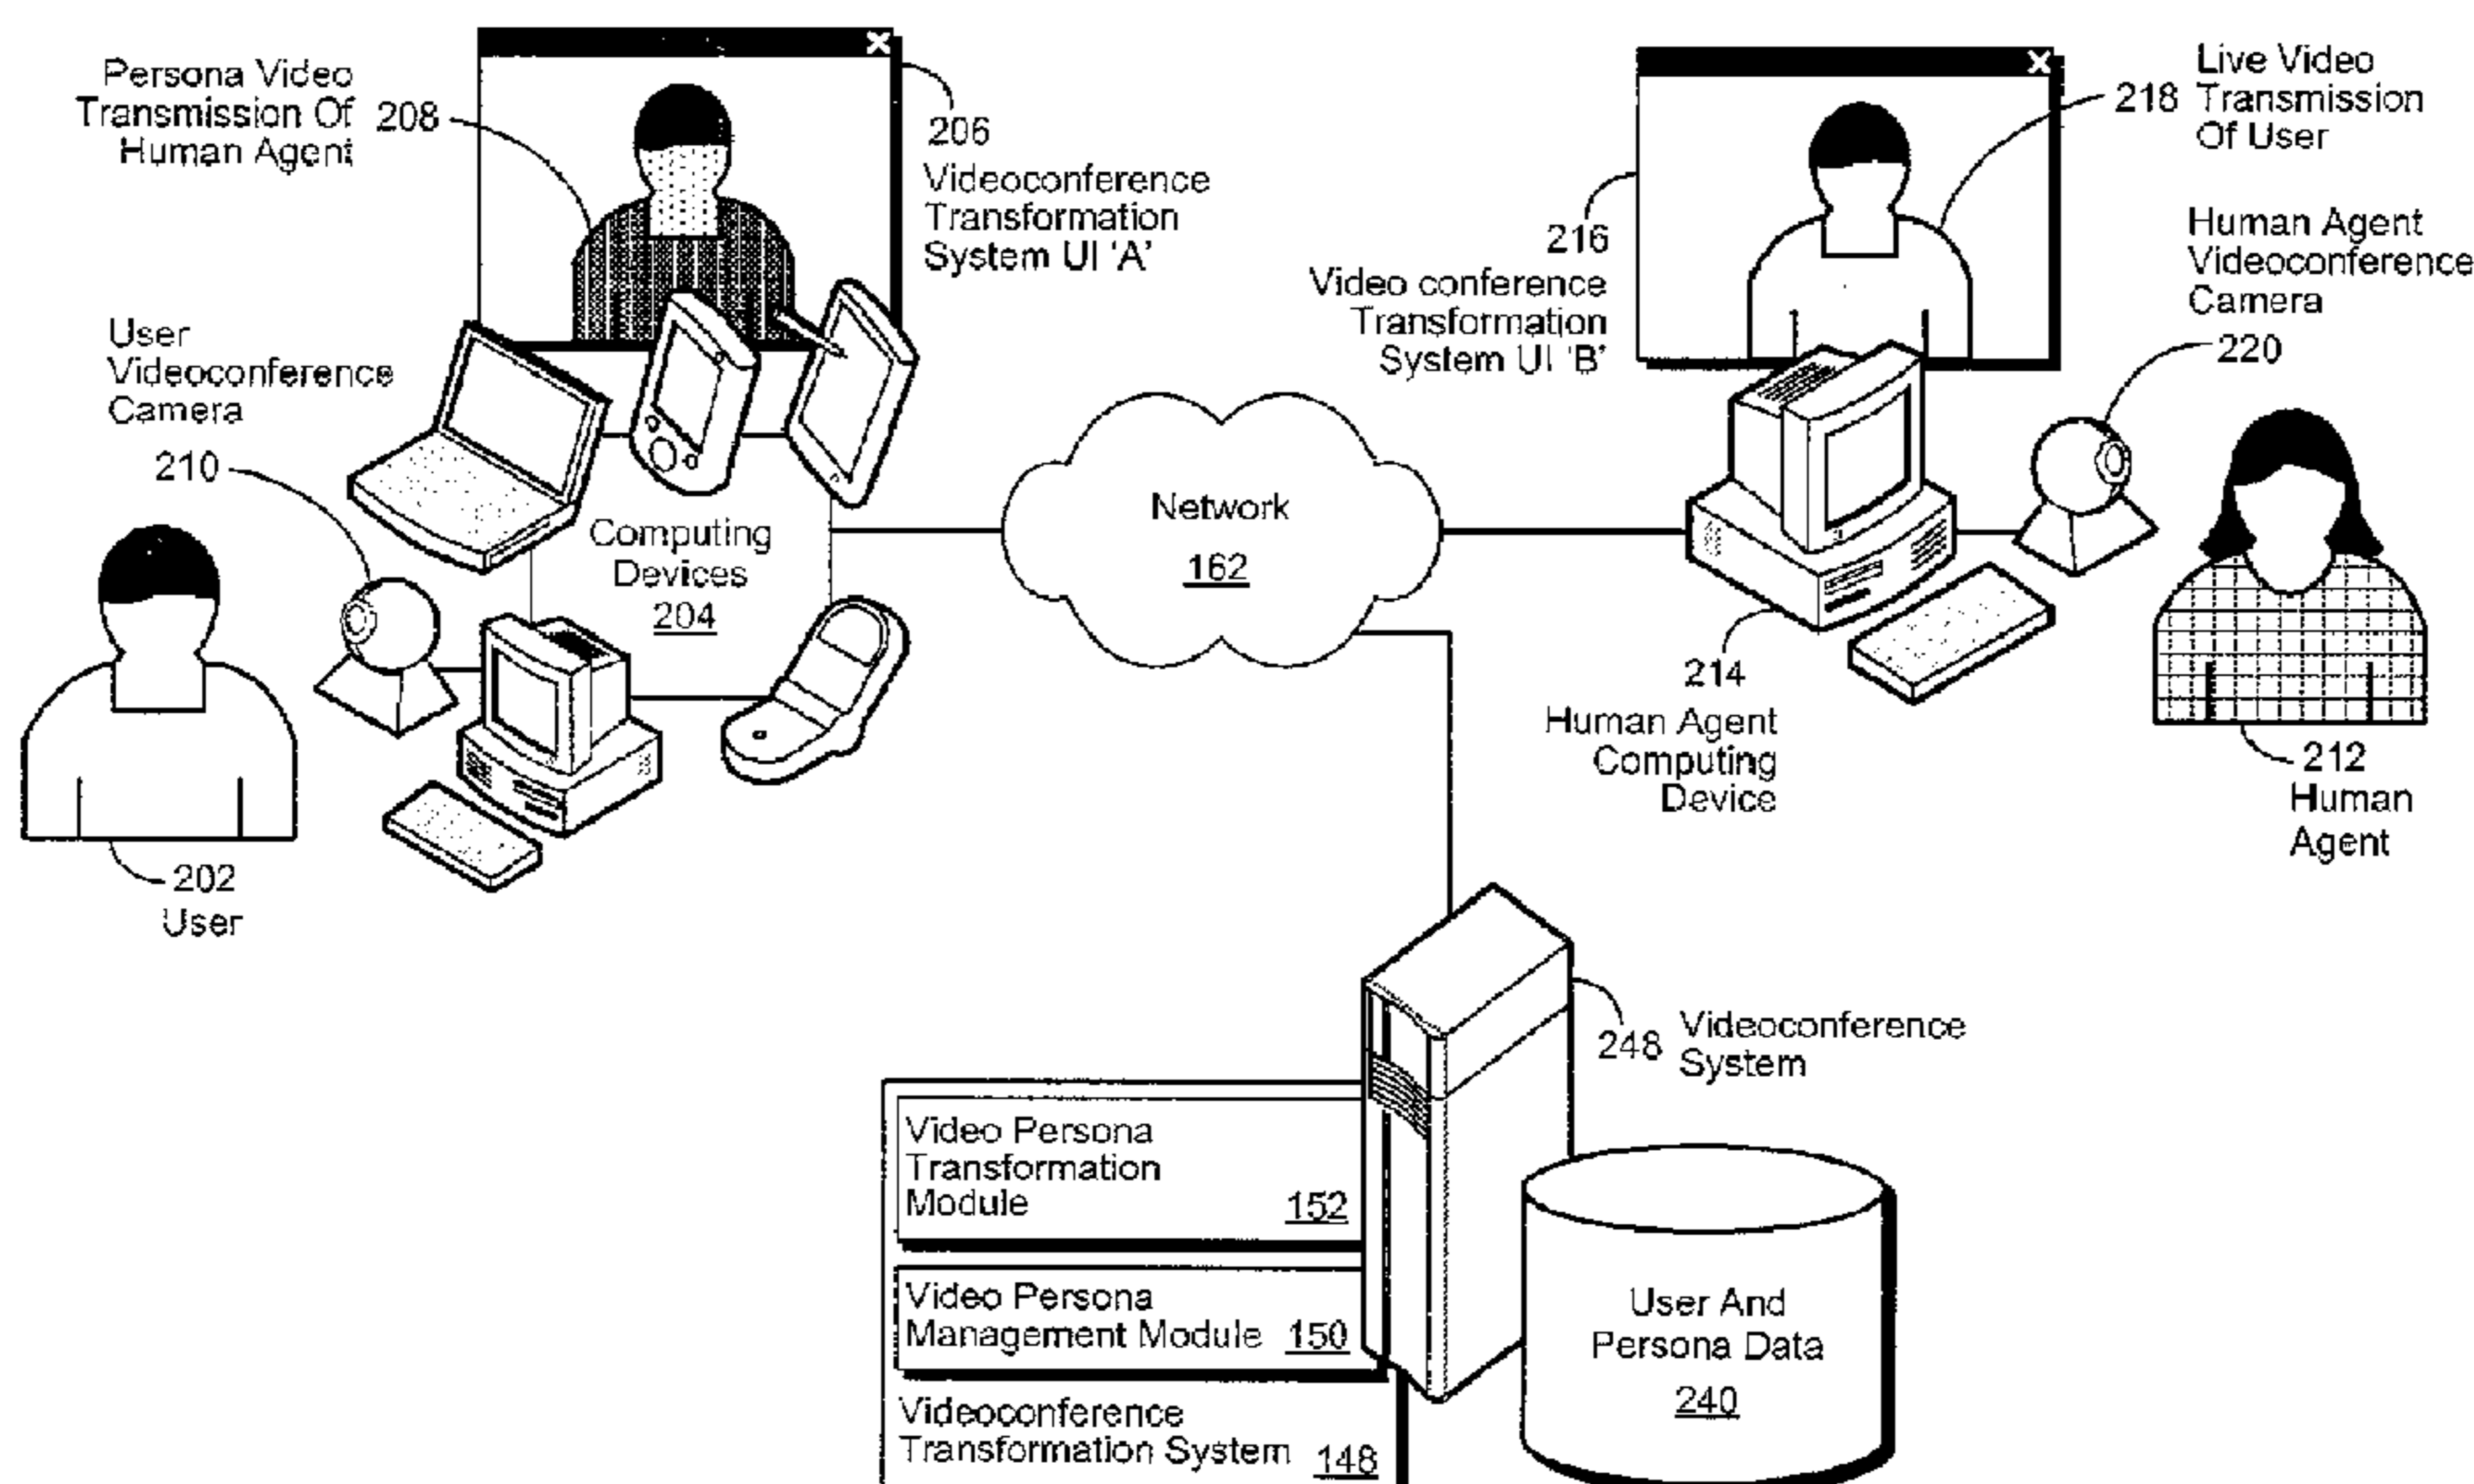 Persona Video
Transmission Of
Human Agent
208
206
Videoconference
Transformation
System UI 'A'
User
Videoconference
Camera
210
Computing
Devices
204
202
User
Network
162
216
Video conference
Transformation
System UI 'B'
218
Live Video
Transmission
Of User
Human Agent
Videoconference
Camera
220
214
Human Agent
Computing
Device
212
Human
Agent
248
Videoconference
System
Video Persona
Transformation
Module 152
Video Persona
Management Module 150
Videoconference
Transformation System 148
User And
Persona Data
240